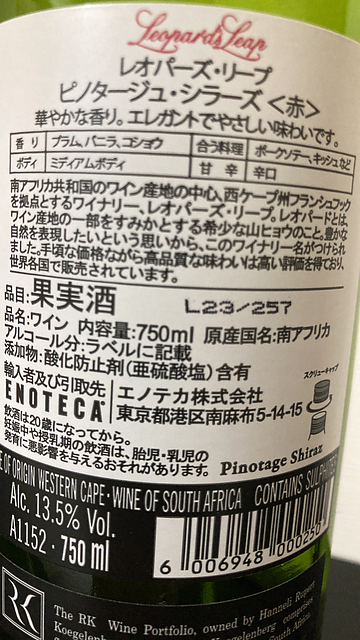 Leopard's Leap
レオパーズ・リープ
ピノタージュ・シラーズ＜赤＞
華やかな香り。エレガントでやさしい味わいです。
香り プラム、バニラ、コショウ 合う料理 ポークソテー、キッシュなど
ボディ ミディアムボディ 甘辛 辛口
南アフリカ共和国のワイン産地の中心、西ケープ州フランシュフック
を拠点とするワイナリー、レオパーズ・リープ。レオパードとは、
ワイン産地の一部をすみかとする希少な山ヒョウのこと。豊かな
自然を表現したいという思いから、このワイナリー名がつけられ
ました。手頃な価格ながら高品質な味わいは高い評価を得ており、
世界各国で販売されています。
品目:果実酒 L23/257
品名:ワイン 内容量:750ml 原産国名:南アフリカ
アルコール分:ラベルに記載
添加物:酸化防止剤(亜硫酸塩)含有
輸入者及び引取先 エノテカ株式会社
ENOTECA 東京都港区南麻布5-14-15
スクリューキャップ
飲酒は20歳になってから。
妊娠中や授乳期の飲酒は、胎児・乳児の
発育に悪影響を与えるおそれがあります。
Pinotage Shiraz
OF ORIGIN WESTERN CAPE · WINE OF SOUTH AFRICA CONTAINS
Alc. 13.5% Vol.
A1152 · 750 ml
6 006948 000250
RK
The RK Wine Portfolio, owned by Hanneli Rupert